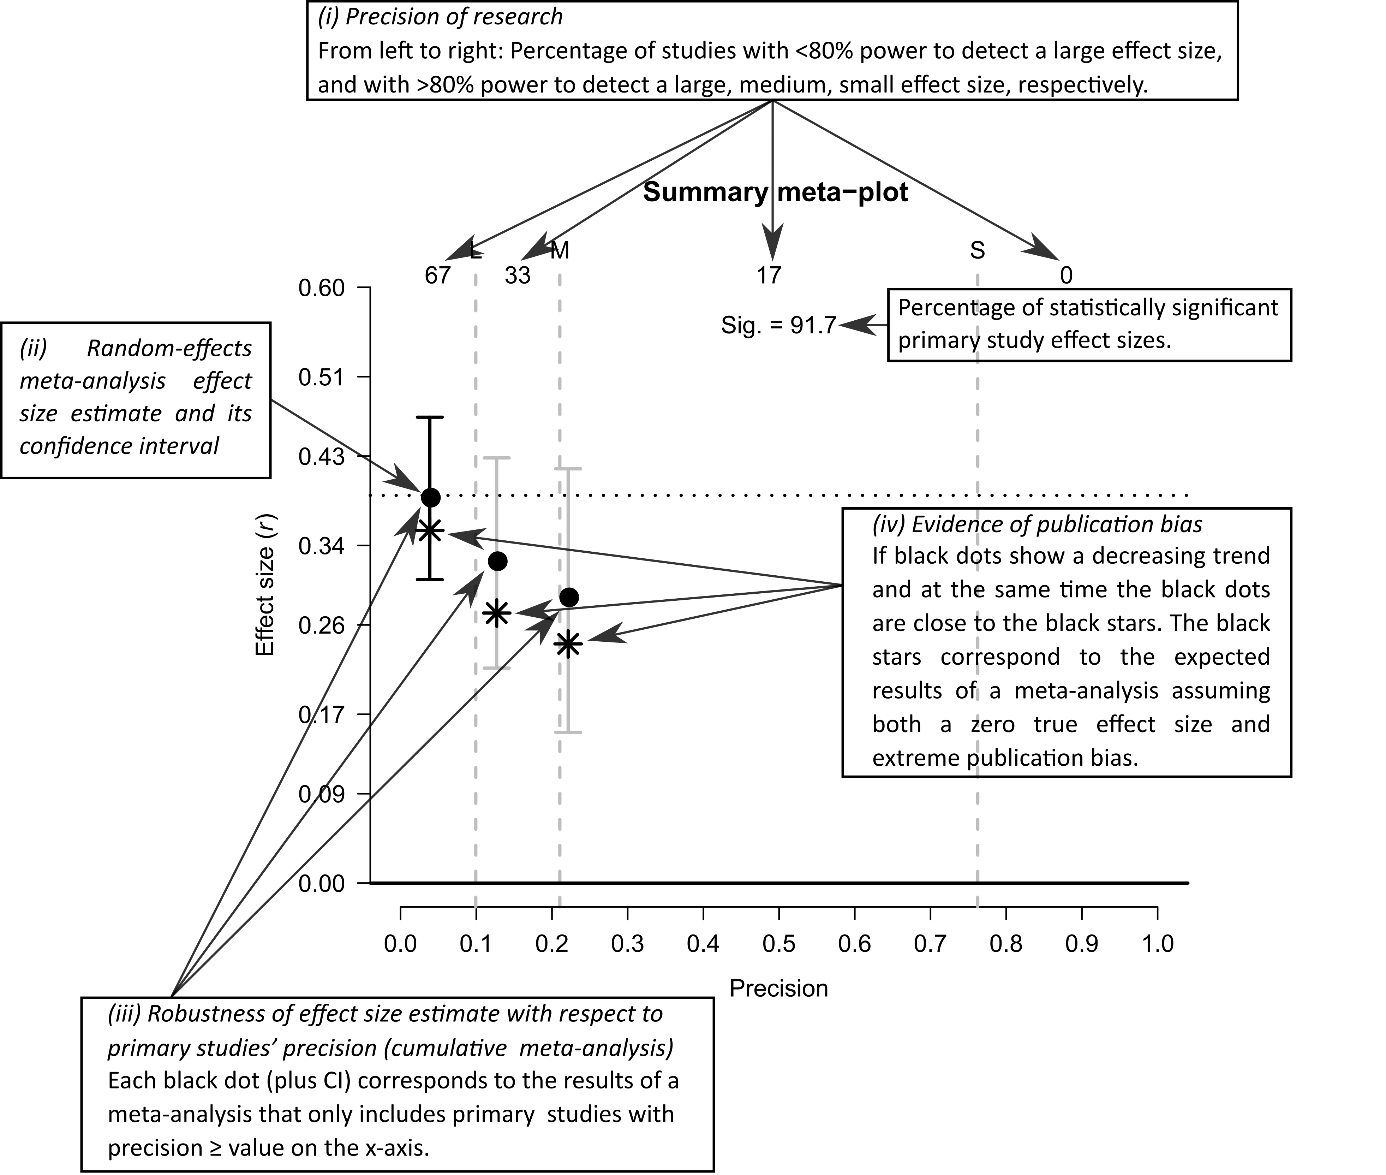 (i) Precision of research
From left to right: Percentage of studies with <80% power to detect a large effect size,
and with >80% power to detect a large, medium, small effect size, respectively.
Summary meta−plot
L M S
67 33 17 0
Sig. = 91.7
Percentage of statistically significant
primary study effect sizes.
(ii) Random-effects
meta-analysis effect
size estimate and its
confidence interval
Effect size (r)
0.60
0.51
0.43
0.34
0.26
0.17
0.09
0.00
(iv) Evidence of publication bias
If black dots show a decreasing trend
and at the same time the black dots
are close to the black stars. The black
stars correspond to the expected
results of a meta-analysis assuming
both a zero true effect size and
extreme publication bias.
0.0 0.1 0.2 0.3 0.4 0.5 0.6 0.7 0.8 0.9 1.0
Precision
(iii) Robustness of effect size estimate with respect to
primary studies’ precision (cumulative meta-analysis)
Each black dot (plus CI) corresponds to the results of a
meta-analysis that only includes primary studies with
precision ≥ value on the x-axis.